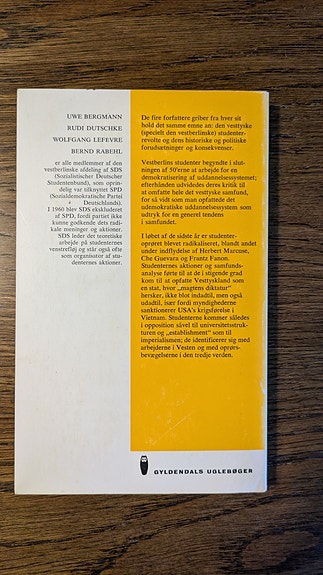 UWE BERGMANN
RUDI DUTSCHKE
WOLFGANG LEFEVRE
BERND RABEHL
er alle medlemmer af den
vestberlinske afdeling af SDS
(Sozialistischer Deutscher
Studentenbund), som oprin-
delig var tilknyttet SPD
(Sozialdemokratische Partei
Deutschlands).
I 1960 blev SDS ekskluderet
af SPD, fordi partiet ikke
kunne godkende dets radi-
kale meninger og aktioner.
SDS leder det teoretiske
arbejde på studenternes
venstrefløj og står også ofte
som organisator af stu-
denternes aktioner.
De fire forfattere griber fra hver sit
hold det samme emne an: den vesttyske
(specielt den vestberlinske) studenter-
revolte og dens historiske og politiske
forudsætninger og konsekvenser.
Vestberlins studenter begyndte i slut-
ningen af 50'erne at arbejde for en
demokratisering af uddannelsessystemet;
efterhånden udvidedes deres kritik til
at omfatte hele det vesttyske samfund,
for så vidt som man opfattede det
udemokratiske uddannelsessystem som
udtryk for en generel tendens
i samfundet.
I løbet af de sidste år er studenter-
oprøret blevet radikaliseret, blandt andet
under indflydelse af Herbert Marcuse,
Che Guevara og Frantz Fanon.
Studenternes aktioner og samfunds-
analyse førte til at de i stigende grad
kom til at opfatte Vesttyskland som
en stat, hvor „magtens diktatur"
hersker, ikke blot indadtil, men også
udadtil, især fordi myndighederne
sanktionerer USA's krigsførelse i
Vietnam. Studenterne kommer således
i opposition såvel til universitetsstruk-
turen og „establishment" som til
imperialismen; de identificerer sig med
arbejderne i Vesten og med oprørs-
bevægelserne i den tredje verden.
GYLDENDALS UGLEBØGER